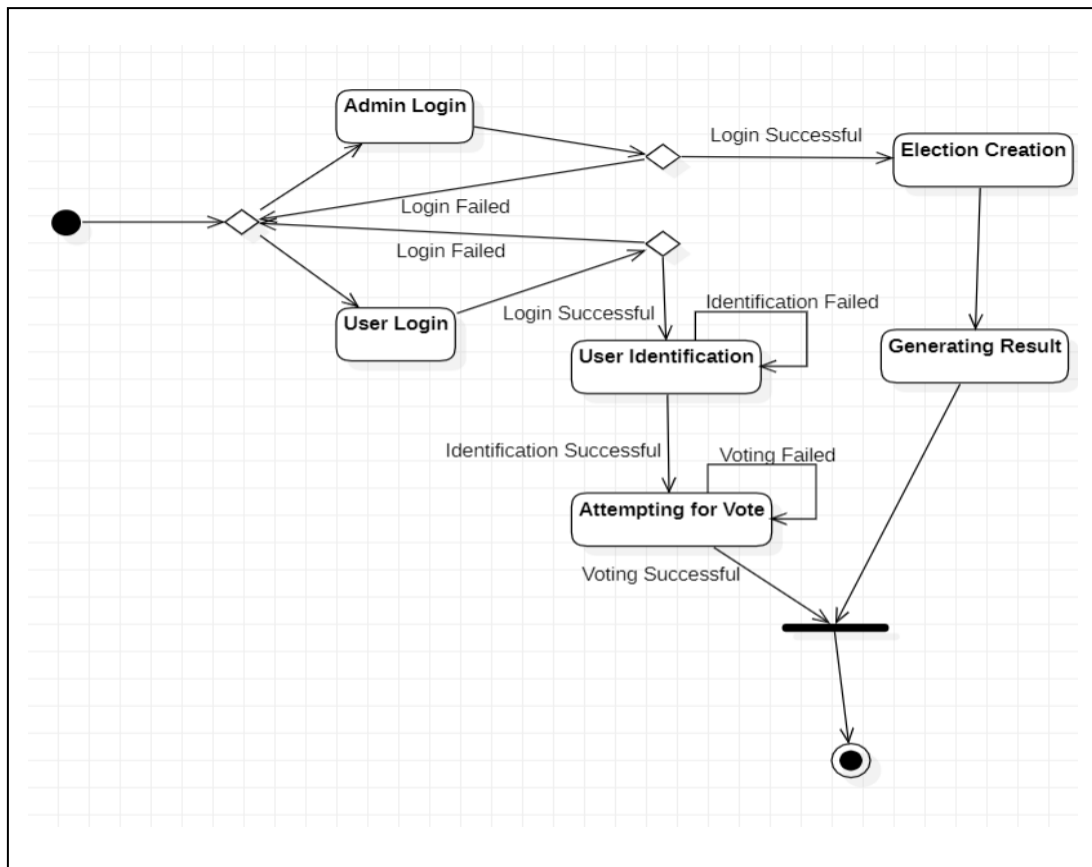 Admin Login
Login Successful
Election Creation
Login Failed
Login Failed
User Login
Login Successful
Identification Failed
User Identification
Generating Result
Identification Successful
Voting Failed
Attempting for Vote
Voting Successful